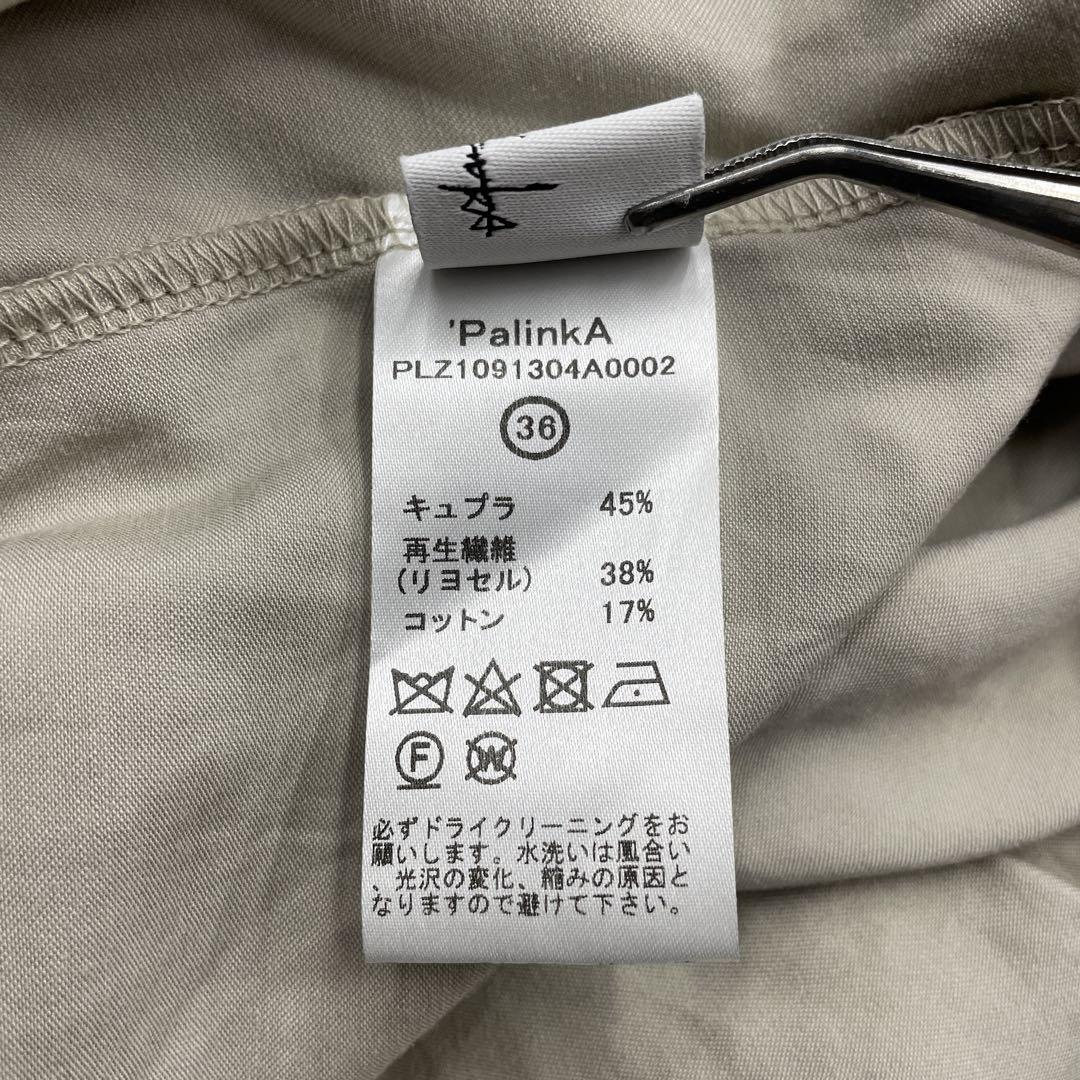 'PalinkA
PLZ1091304A0002
36
キュプラ 45%
再生繊維
(リヨセル) 38%
コットン 17%
F
W
必ずドライクリーニングをお
願いします。水洗いは風合い
、光沢の変化、縮みの原因と
なりますので避けて下さい。